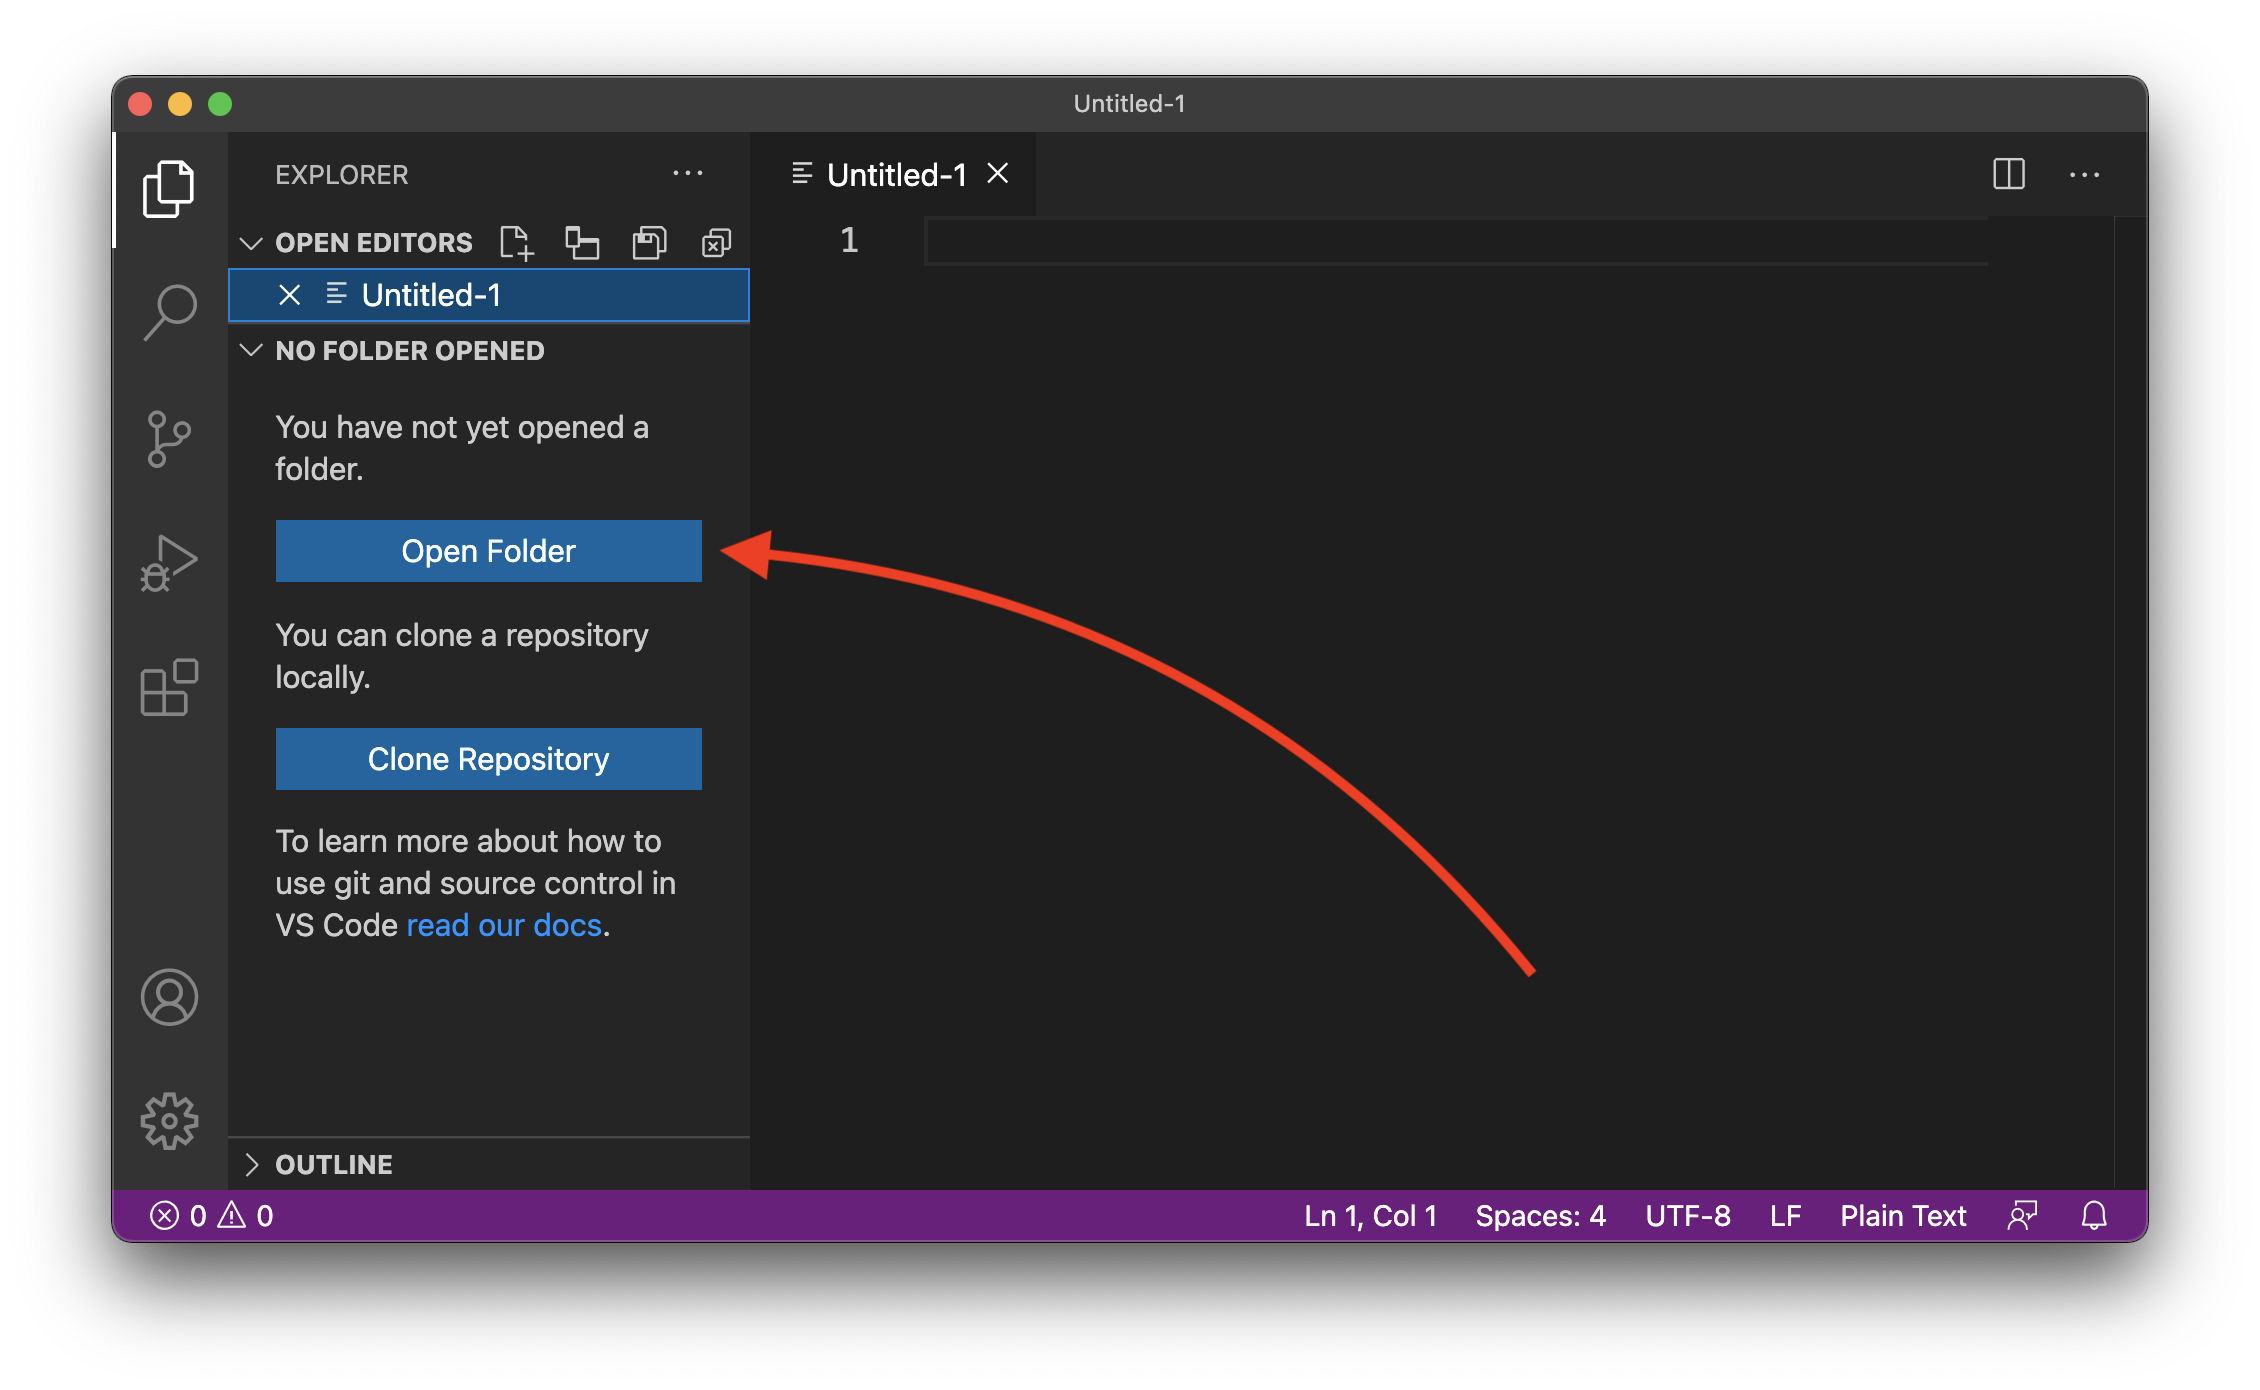 Untitled-1
EXPLORER
Untitled-1
OPEN EDITORS
Untitled-1
1
NO FOLDER OPENED
You have not yet opened a
folder.
Open Folder
You can clone a repository
locally.
Clone Repository
To learn more about how to
use git and source control in
VS Code read our docs.
OUTLINE
0 0
Ln 1, Col 1 Spaces: 4 UTF-8 LF Plain Text